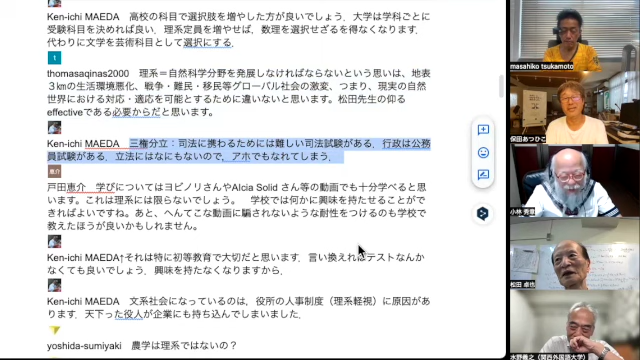 Ken-ichi MAEDA　高校の科目で選択肢を増やした方が良いでしょう．大学は学科ごとに
受験科目を決めれば良い．理系定員を増やせば，数理を選択せざるを得なくなります．
代わりに文学を芸術科目として選択にする．
t
thomasaqinas2000　理系＝自然科学分野を発展しなければならないという思いは、地表
３㎞の生活環境悪化、戦争・難民・移民等グローバル社会の激変、つまり、現実の自然
世界における対応・適応を可能とするために違いないと思います。松田先生の仰る
effectiveである必要からだと思います。
Ken-ichi MAEDA　三権分立：司法に携わるためには難しい司法試験がある．行政は公務
員試験がある．立法にはなにもないので，アホでもなれてしまう．
恵介
戸田恵介　学びについてはヨビノリさんやAlcia Solid さん等の動画でも十分学べると思
います。これは理系には限らないでしょう。　学校では何かに興味を持たせることがで
きればよいですね。あと、へんてこな動画に騙されないような耐性をつけるのも学校で
教えたほうが良いかもしれません。
Ken-ichi MAEDA↑それは特に初等教育で大切だと思います．言い換えればテストなんか
なくても良いでしょう．興味を持たなくなりますから．
Ken-ichi MAEDA　文系社会になっているのは，役所の人事制度（理系軽視）に原因があ
ります．天下った役人が企業にも持ち込んでしまいました．
yoshida-sumiyaki　農学は理系ではないの？
masahiko tsukamoto
保田あつひこ
小林 秀章
松田 卓也
水野義之（関西外国語大学）